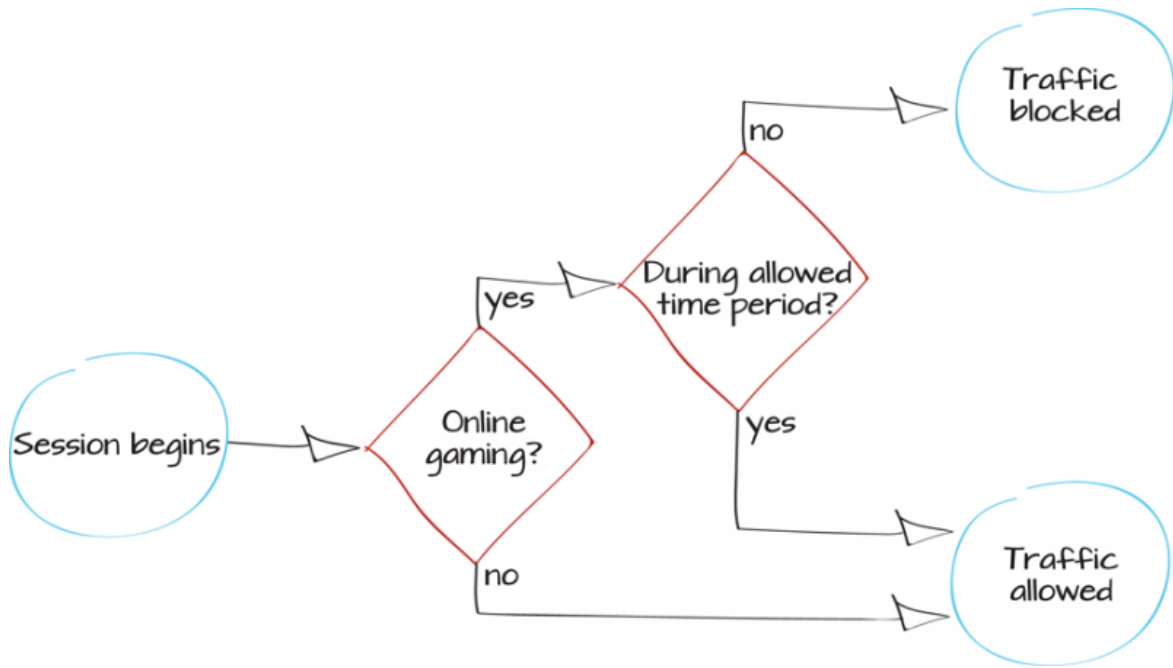 Session begins
Online
gaming?
yes
no
During allowed
time period?
no
yes
Traffic
blocked
Traffic
allowed